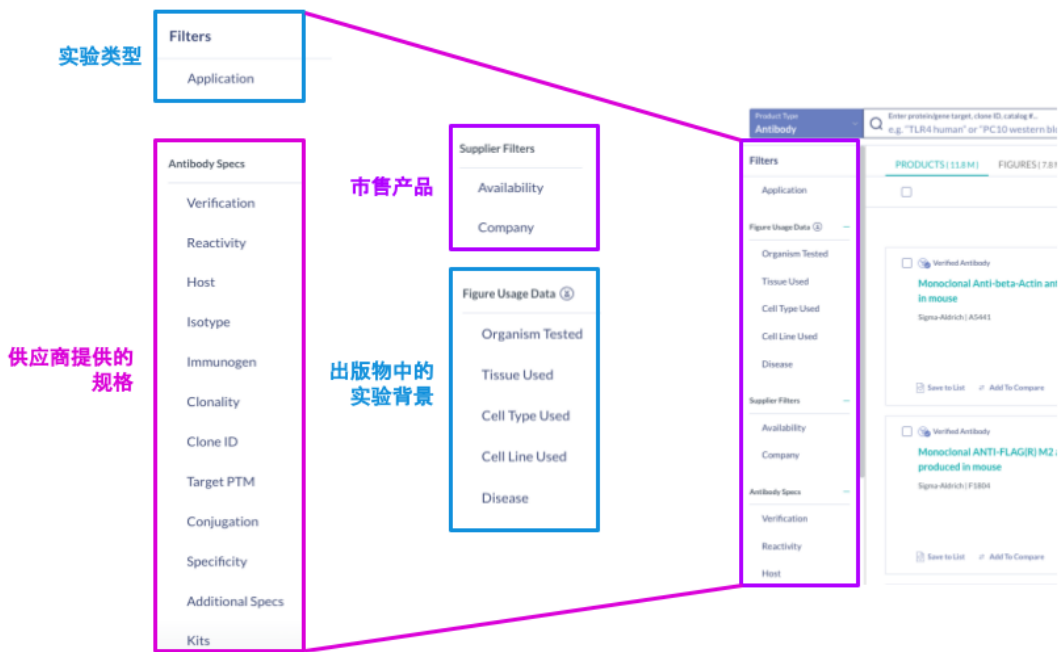 实验类型
Filters
Application
供应商提供的
规格
Antibody Specs
Verification
Reactivity
Host
Isotype
Immunogen
Clonality
Clone ID
Target PTM
Conjugation
Specificity
Additional Specs
Kits
市售产品
Supplier Filters
Availability
Company
出版物中的
实验背景
Figure Usage Data
Organism Tested
Tissue Used
Cell Type Used
Cell Line Used
Disease
Product Type
Antibody
Enter protein/gene target, clone ID, catalog #...
e.g. "TLR4 human" or "PC10 western blo
Filters
Application
Figure Usage Data
Organism Tested
Tissue Used
Cell Type Used
Cell Line Used
Disease
Supplier Filters
Availability
Company
Antibody Specs
Verification
Reactivity
Host
PRODUCTS (11.8 M) FIGURES (7.8
Verified Antibody
Monoclonal Anti-beta-Actin ant
in mouse
Sigma-Aldrich | A5441
Save to List Add To Compare
Verified Antibody
Monoclonal ANTI-FLAG(R) M2 a
produced in mouse
Sigma-Aldrich | F1804
Save to List Add To Compare